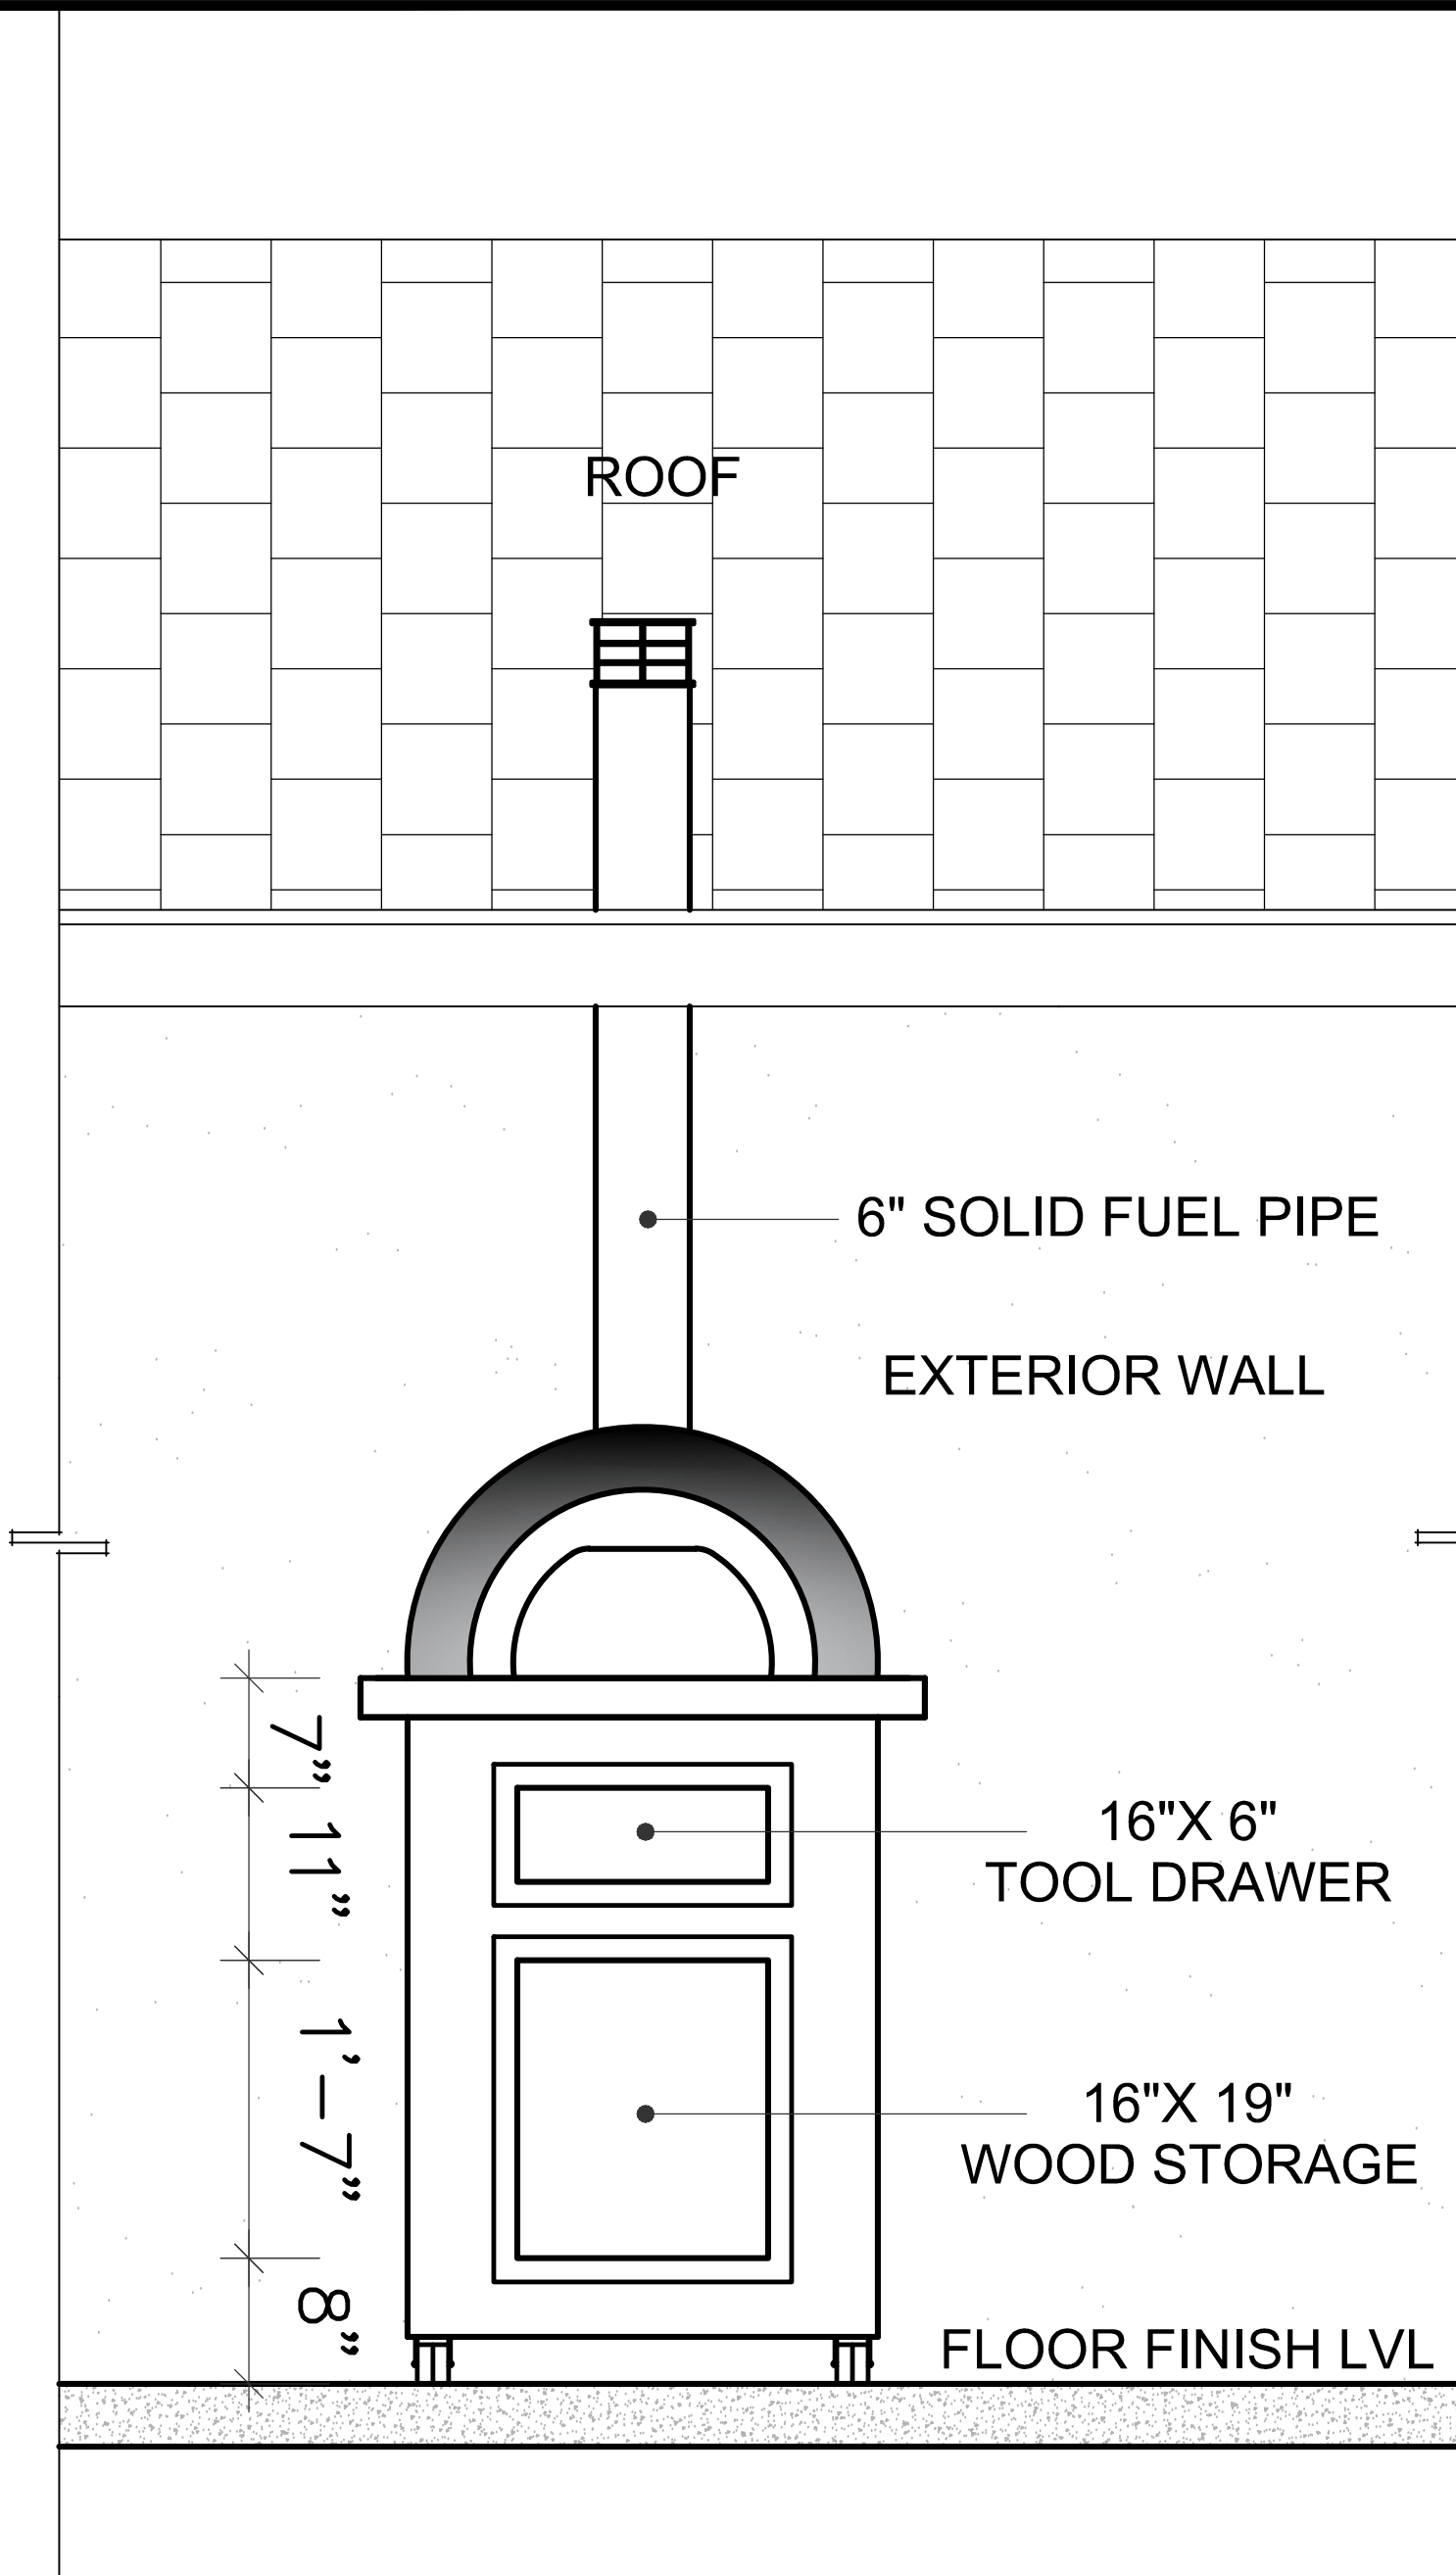 ROOF
6" SOLID FUEL PIPE
EXTERIOR WALL
7"
11"
16"X 6"
TOOL DRAWER
1'-7"
16"X 19"
WOOD STORAGE
8"
FLOOR FINISH LVL